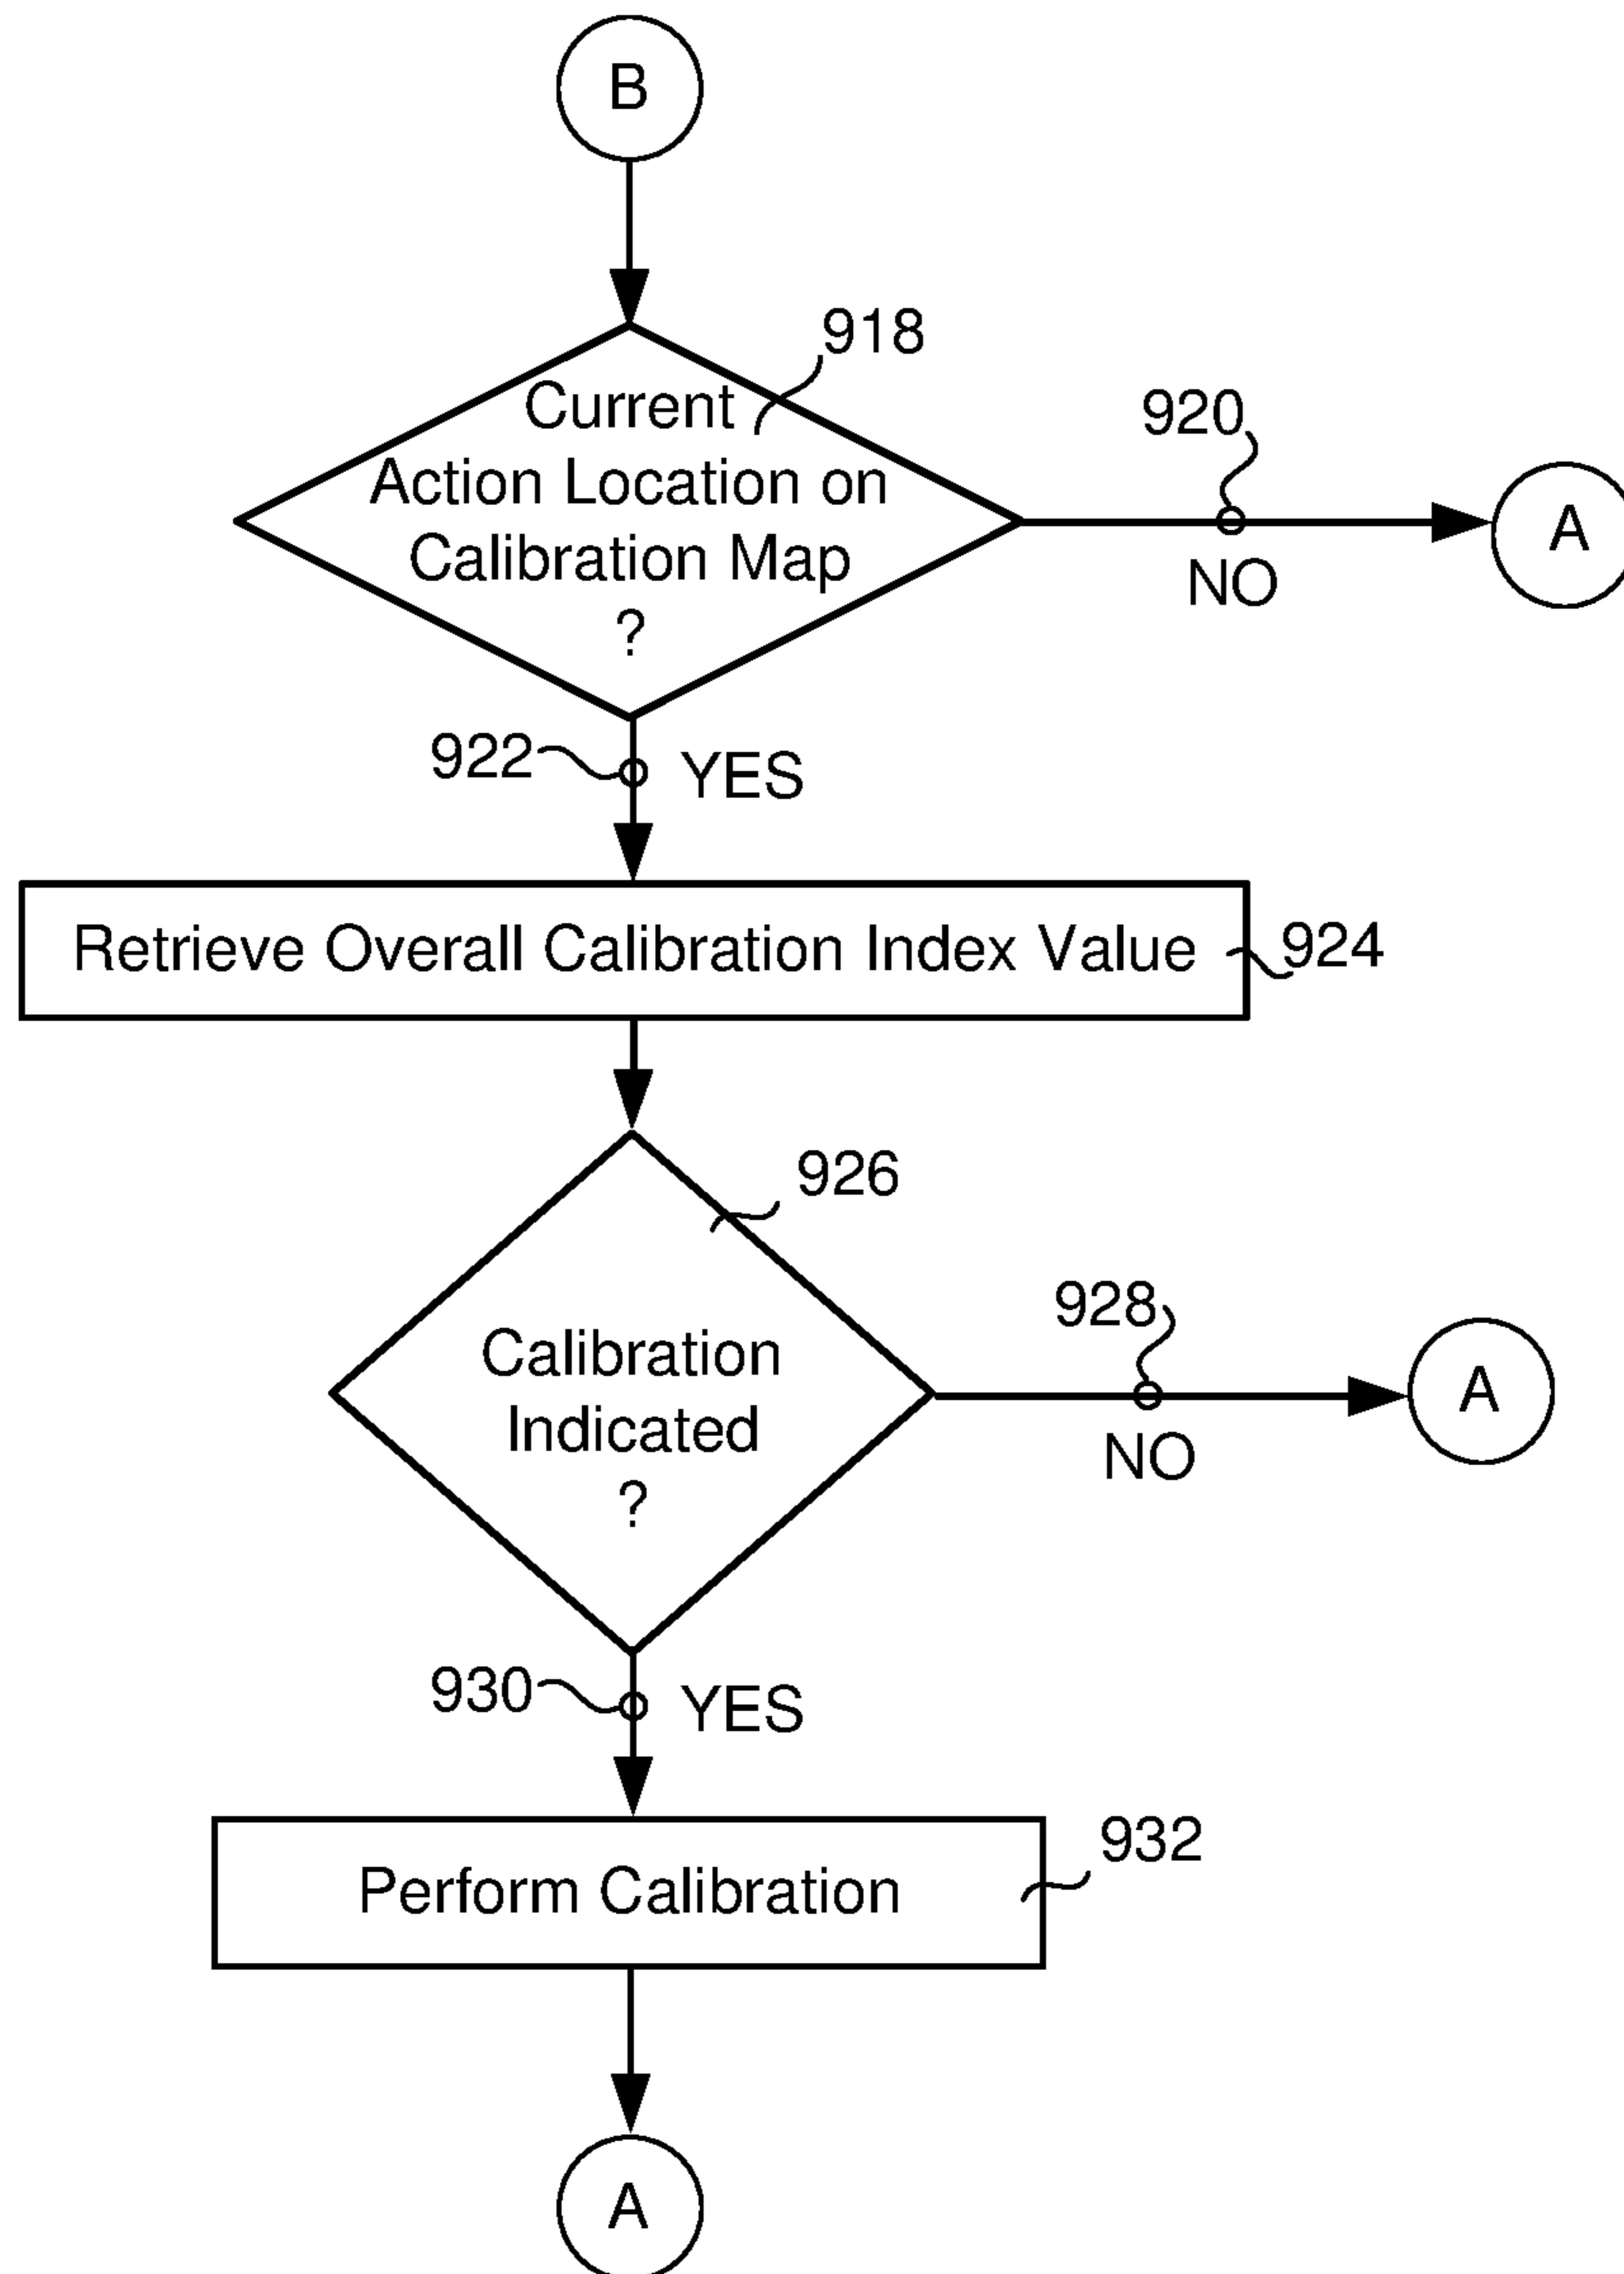 B
918
Current
Action Location on
Calibration Map
?
920
NO
A
922
YES
Retrieve Overall Calibration Index Value
924
926
Calibration
Indicated
?
928
NO
A
930
YES
Perform Calibration
932
A